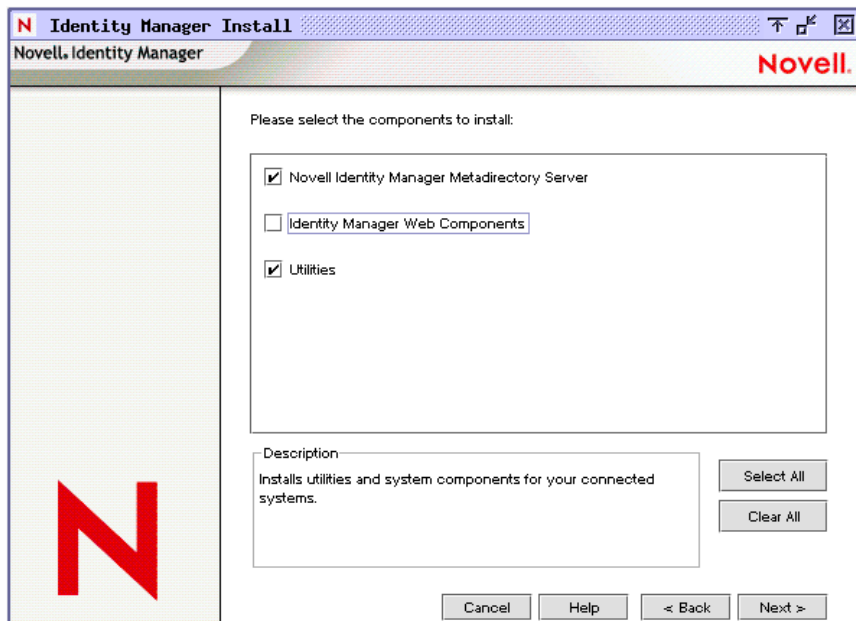 N Identity Manager Install
Novell. Identity Manager
Novell.
Please select the components to install:
Novell Identity Manager Metadirectory Server
Identity Manager Web Components
Utilities
Description
Installs utilities and system components for your connected
systems.
Select All
Clear All
N
Cancel Help < Back Next >